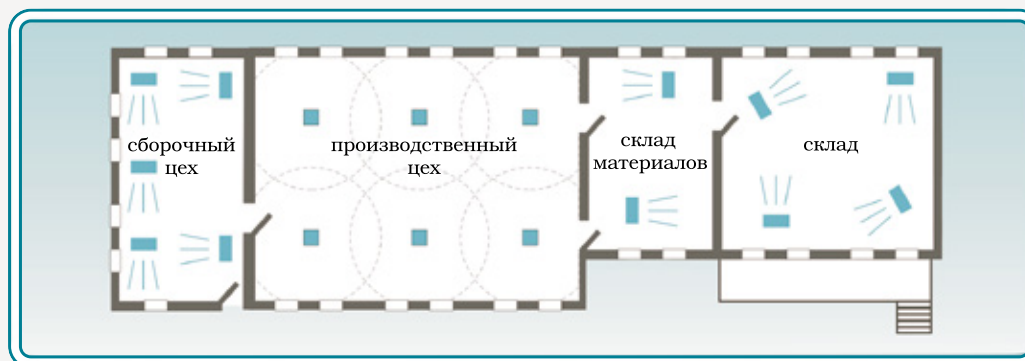 сборочный
цех
производственный
цех
склад
материалов
склад